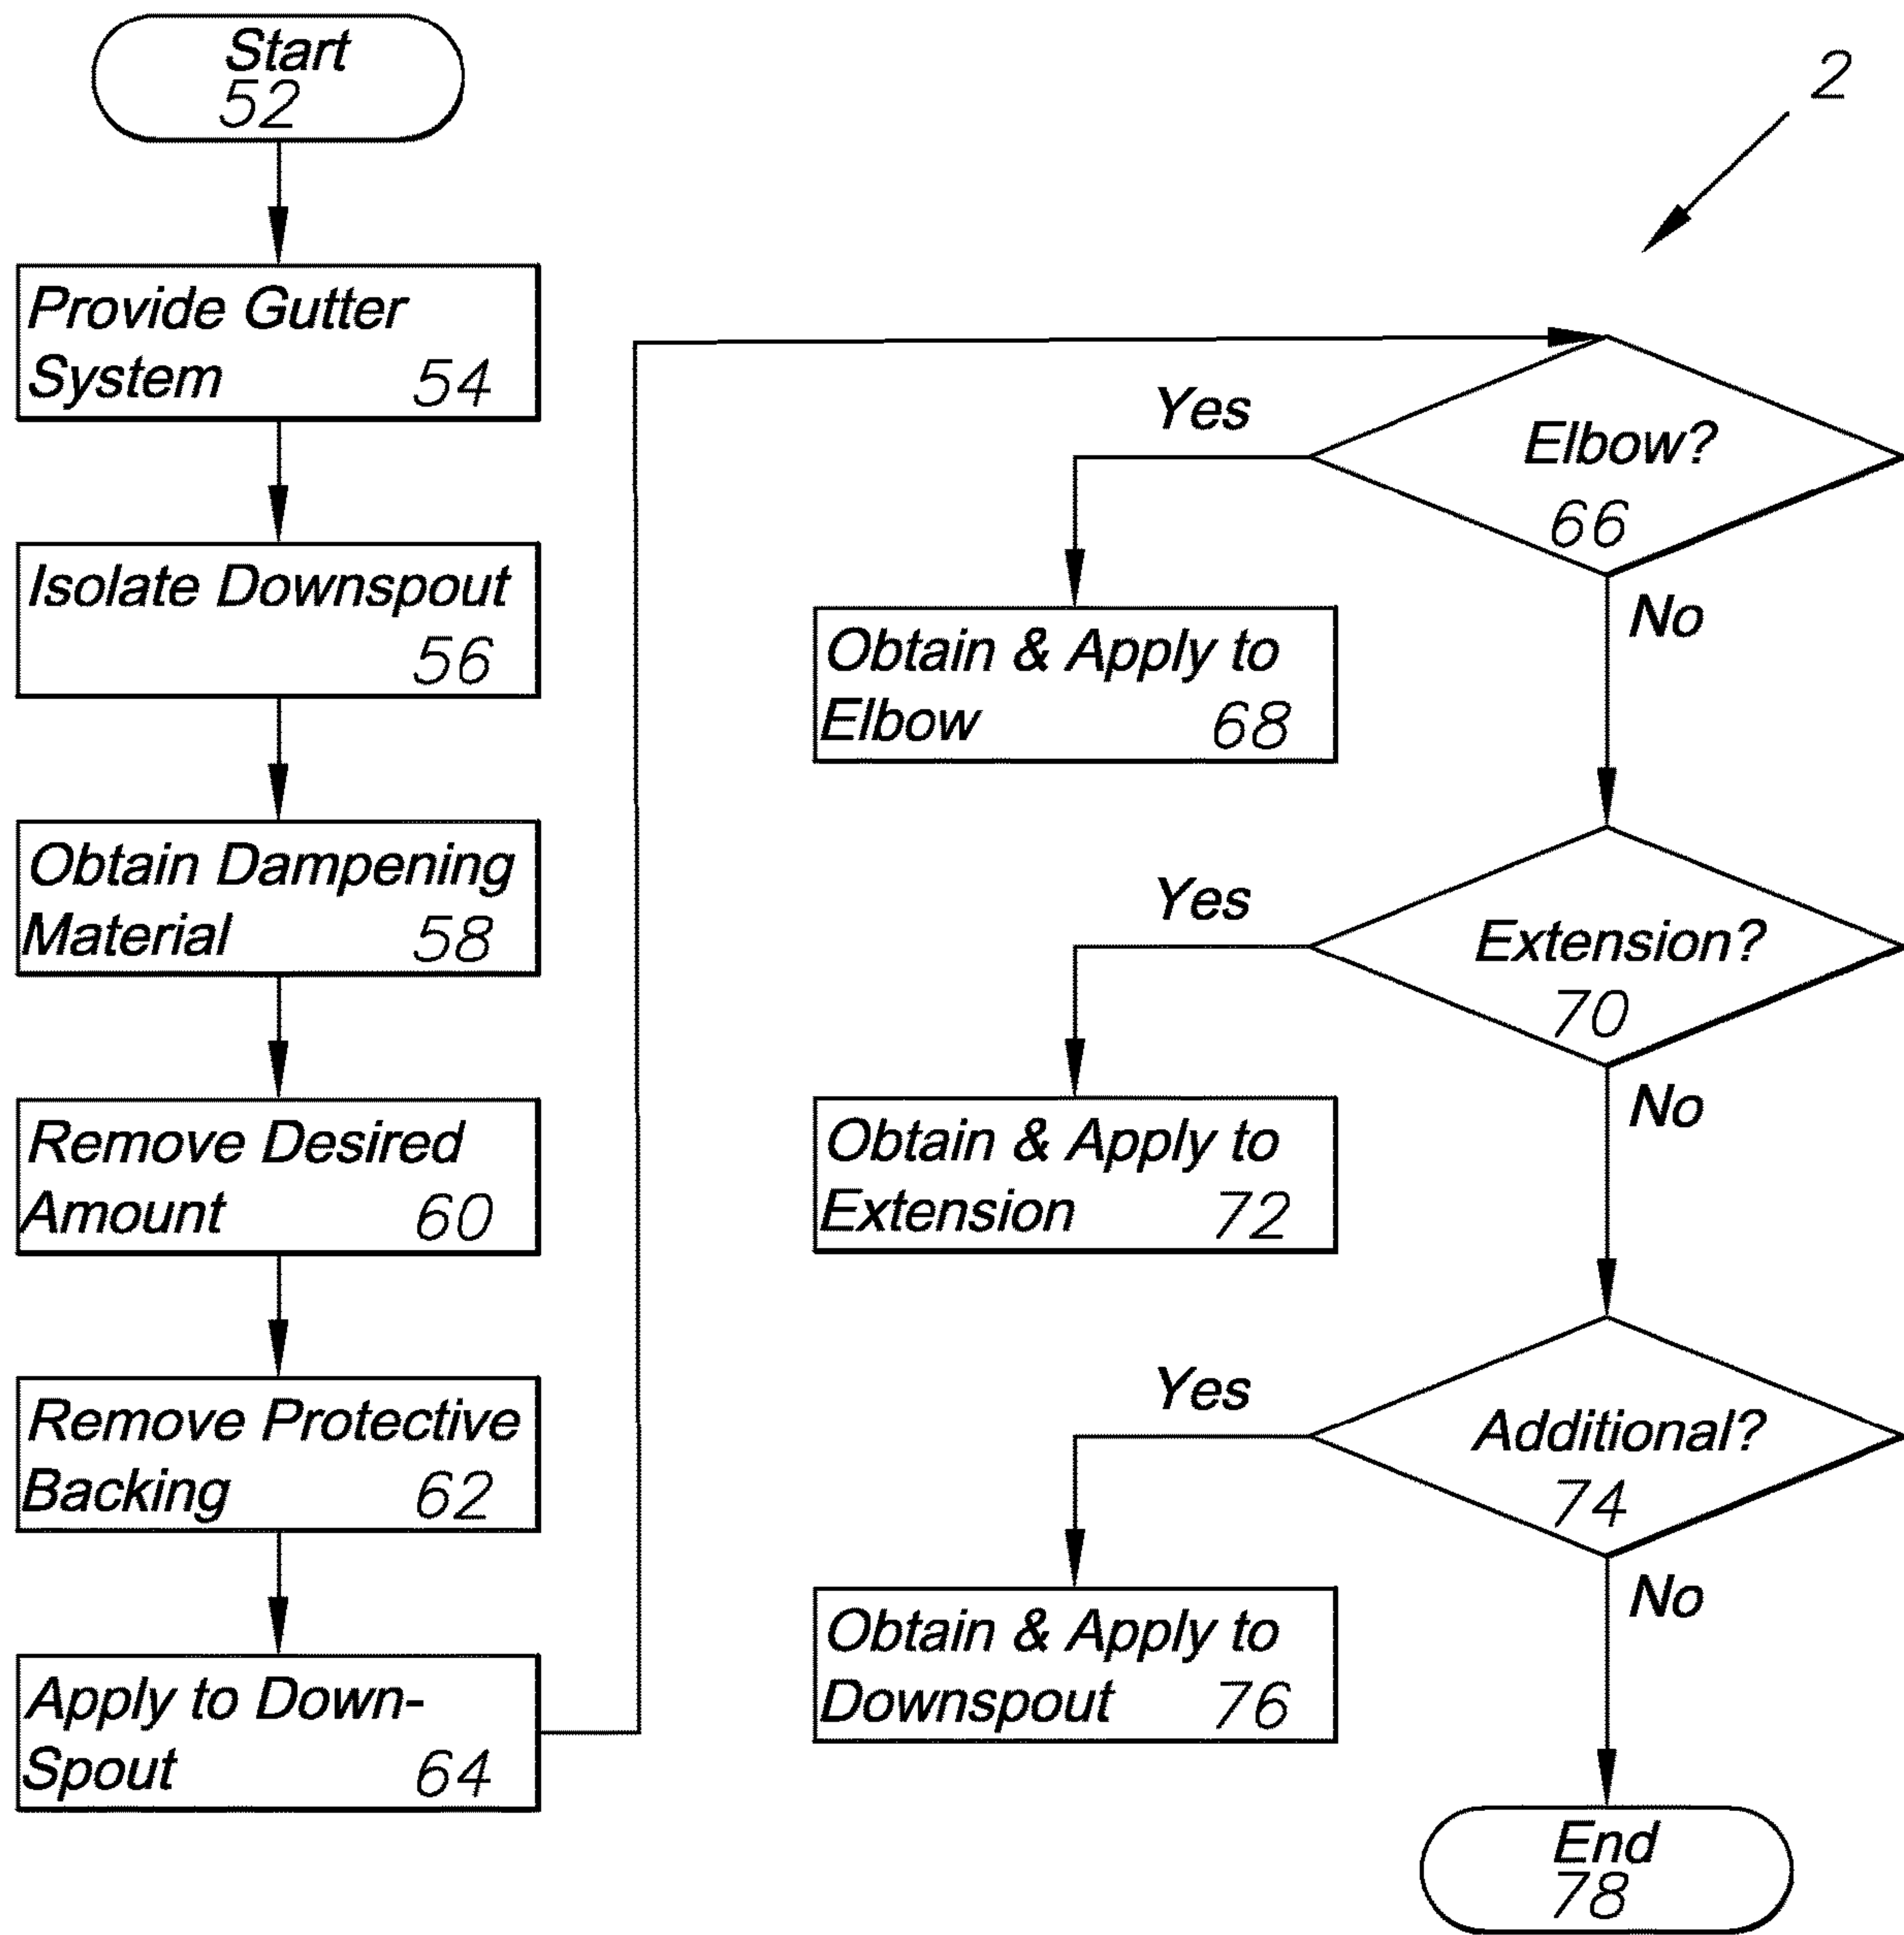 Start
52
Provide Gutter
System 54
Isolate Downspout
56
Obtain Dampening
Material 58
Remove Desired
Amount 60
Remove Protective
Backing 62
Apply to Down-
Spout 64
2
Elbow?
66
Yes
No
Obtain & Apply to
Elbow 68
Extension?
70
Yes
No
Obtain & Apply to
Extension 72
Additional?
74
Yes
No
Obtain & Apply to
Downspout 76
End
78